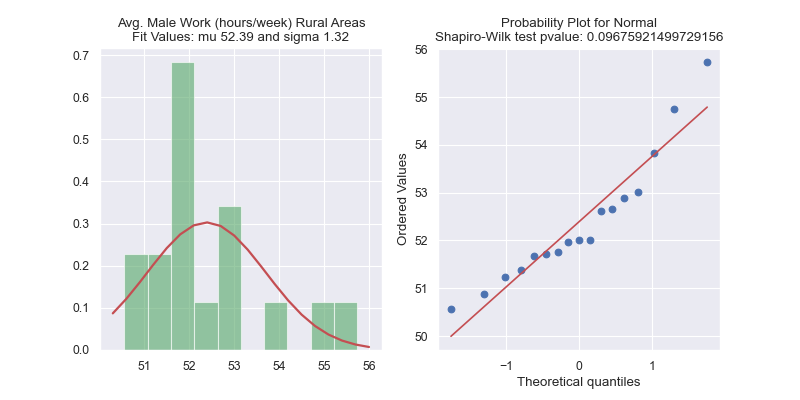 Avg. Male Work (hours/week) Rural Areas
Fit Values: mu 52.39 and sigma 1.32
0.7
0.6
0.5
0.4
0.3
0.2
0.1
0.0
51 52 53 54 55 56
Probability Plot for Normal
Shapiro-Wilk test pvalue: 0.09675921499729156
Ordered Values
56
55
54
53
52
51
50
−1 0 1
Theoretical quantiles